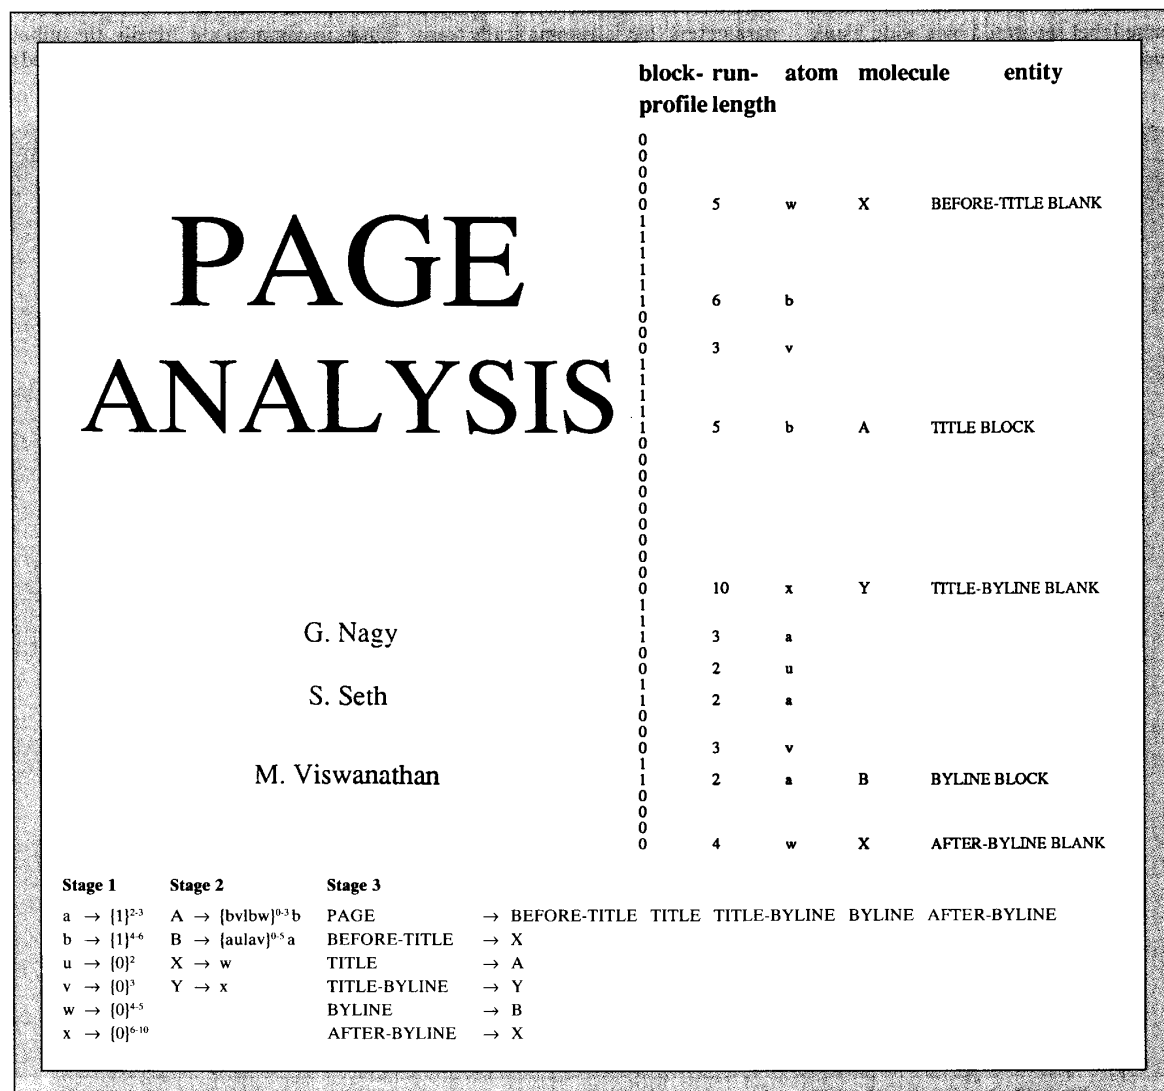 PAGE
ANALYSIS
G. Nagy
S. Seth
M. Viswanathan
block- run- atom molecule entity
profile length
0
0
0
0
0 5 w X BEFORE-TITLE BLANK
1
1
1
1
1
1 6 b
0
0
0 3 v
1
1
1
1
1 5 b A TITLE BLOCK
0
0
0
0
0
0
0
0
0
0 10 x Y TITLE-BYLINE BLANK
1
1
1 3 a
0
0 2 u
1
1 2 a
0
0
0 3 v
1
1 2 a B BYLINE BLOCK
0
0
0
0 4 w X AFTER-BYLINE BLANK
Stage 1 Stage 2 Stage 3
a → {1}²⁻³ A → {bv|bw}⁰⁻³ b PAGE → BEFORE-TITLE TITLE TITLE-BYLINE BYLINE AFTER-BYLINE
b → {1}⁴⁻⁶ B → {au|av}⁰⁻⁵ a BEFORE-TITLE → X
u → {0}² X → w TITLE → A
v → {0}³ Y → x TITLE-BYLINE → Y
w → {0}⁴⁻⁵ BYLINE → B
x → {0}⁶⁻¹⁰ AFTER-BYLINE → X